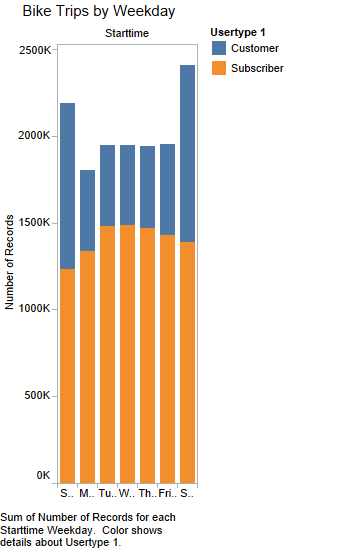 Bike Trips by Weekday
Starttime
Usertype 1
Customer
Subscriber
2500K
2000K
1500K
1000K
500K
0K
Number of Records
S.. M.. Tu.. W.. Th.. Fri.. S..
Sum of Number of Records for each
Starttime Weekday. Color shows
details about Usertype 1.